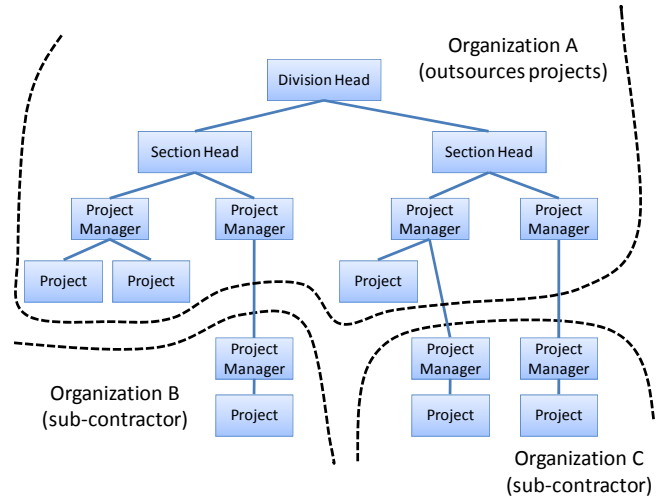 Organization A
(outsources projects)
Division Head
Section Head
Section Head
Project
Manager
Project
Manager
Project
Manager
Project
Manager
Project
Project
Project
Project
Manager
Project
Manager
Project
Manager
Organization B
(sub-contractor)
Project
Project
Project
Organization C
(sub-contractor)